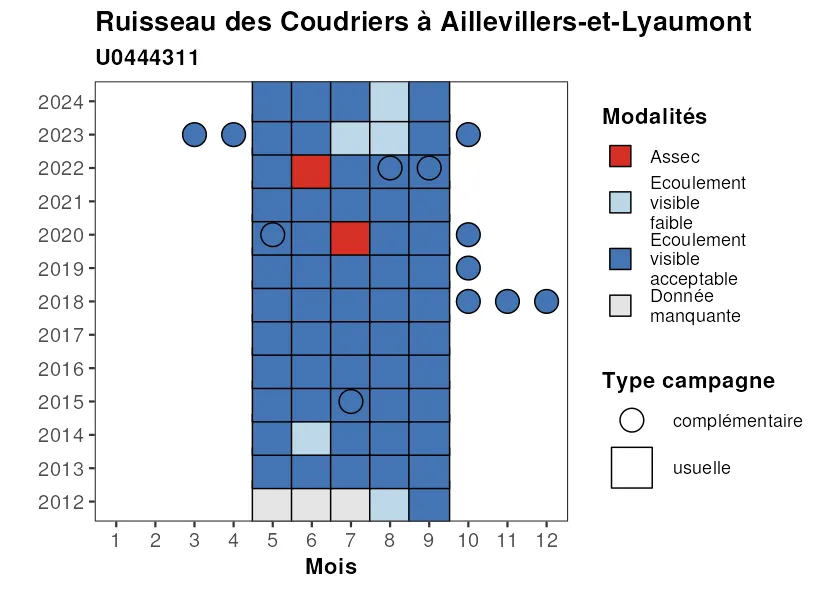 Ruisseau des Coudriers à Aillevillers-et-Lyaumont
U0444311
2024
2023
2022
2021
2020
2019
2018
2017
2016
2015
2014
2013
2012
1 2 3 4 5 6 7 8 9 10 11 12
Mois
Modalités
Assec
Ecoulement
visible
faible
Ecoulement
visible
acceptable
Donnée
manquante
Type campagne
complémentaire
usuelle